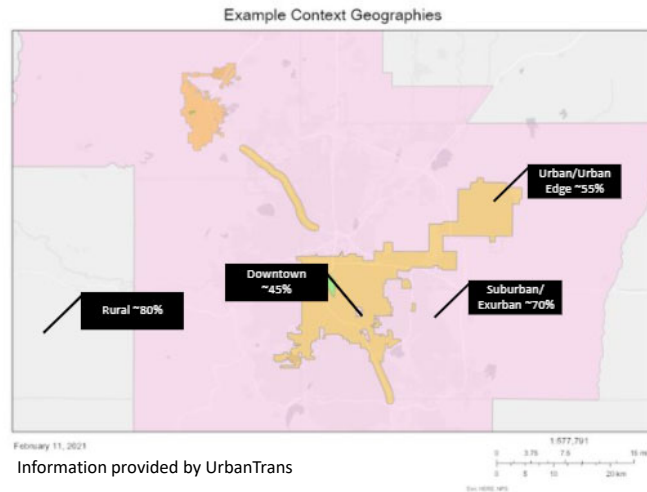 Example Context Geographies
Urban/Urban
Edge ~55%
Downtown
~45%
Suburban/
Exurban ~70%
Rural ~80%
February 11, 2021
1:577,791
0 3.75 7.5 15 mi
0 5 10 20 km
Information provided by UrbanTrans